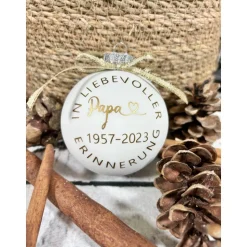 IN LIEBEVOLLER
Papa
1957-2023
ERINNERUNG